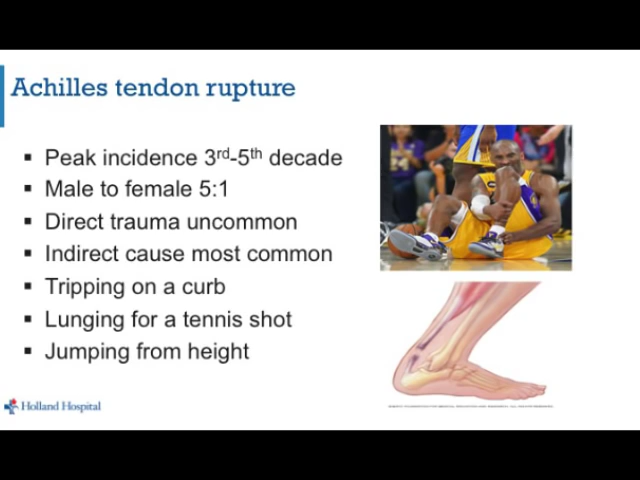 Achilles tendon rupture
▪ Peak incidence 3rd-5th decade
▪ Male to female 5:1
▪ Direct trauma uncommon
▪ Indirect cause most common
▪ Tripping on a curb
▪ Lunging for a tennis shot
▪ Jumping from height
Holland Hospital